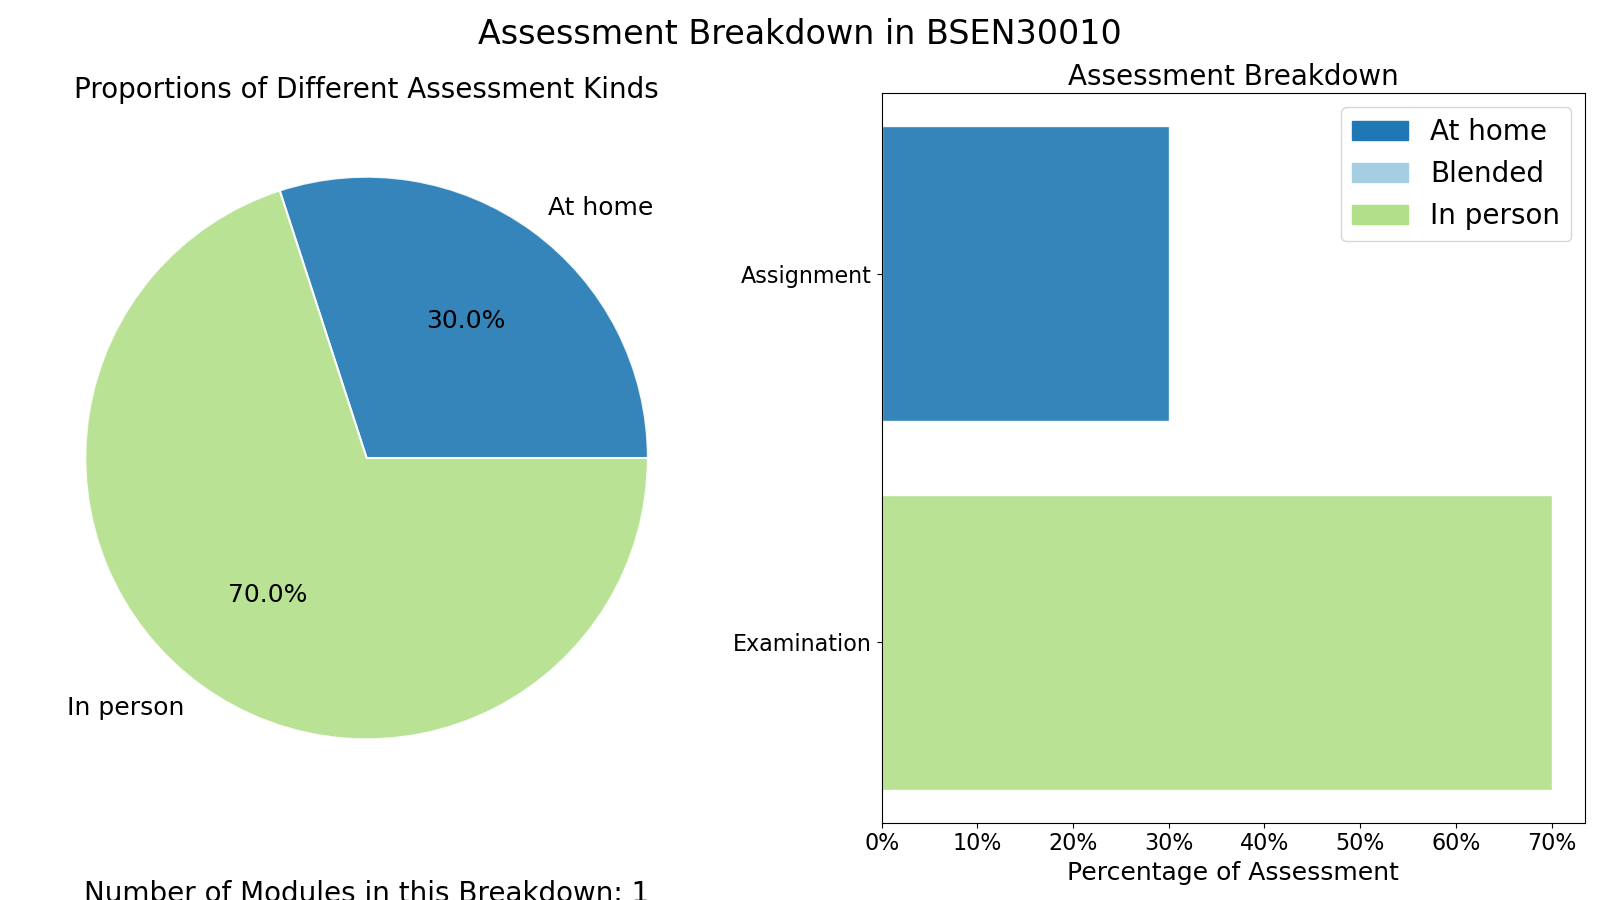 Assessment Breakdown in BSEN30010
Proportions of Different Assessment Kinds
At home
30.0%
70.0%
In person
Number of Modules in this Breakdown: 1
Assessment Breakdown
At home
Blended
In person
Assignment
Examination
0% 10% 20% 30% 40% 50% 60% 70%
Percentage of Assessment